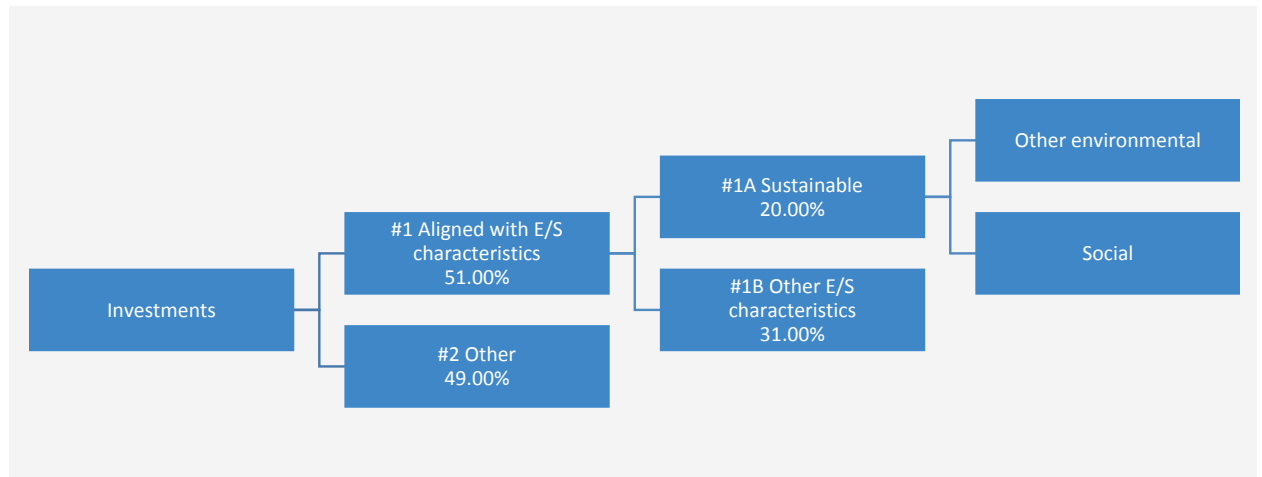 Investments
#1 Aligned with E/S
characteristics
51.00%
#2 Other
49.00%
#1A Sustainable
20.00%
#1B Other E/S
characteristics
31.00%
Other environmental
Social